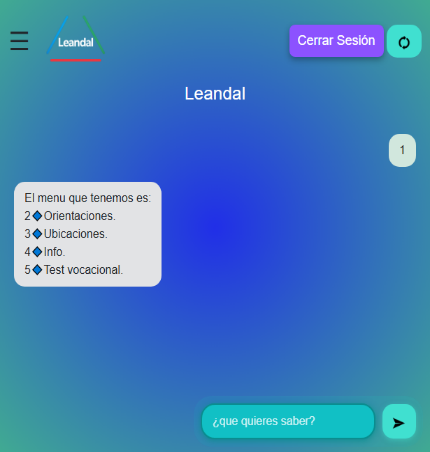 Leandal
Cerrar Sesión
Leandal
1
El menu que tenemos es:
2🔹Orientaciones.
3🔹Ubicaciones.
4🔹Info.
5🔹Test vocacional.
¿que quieres saber?